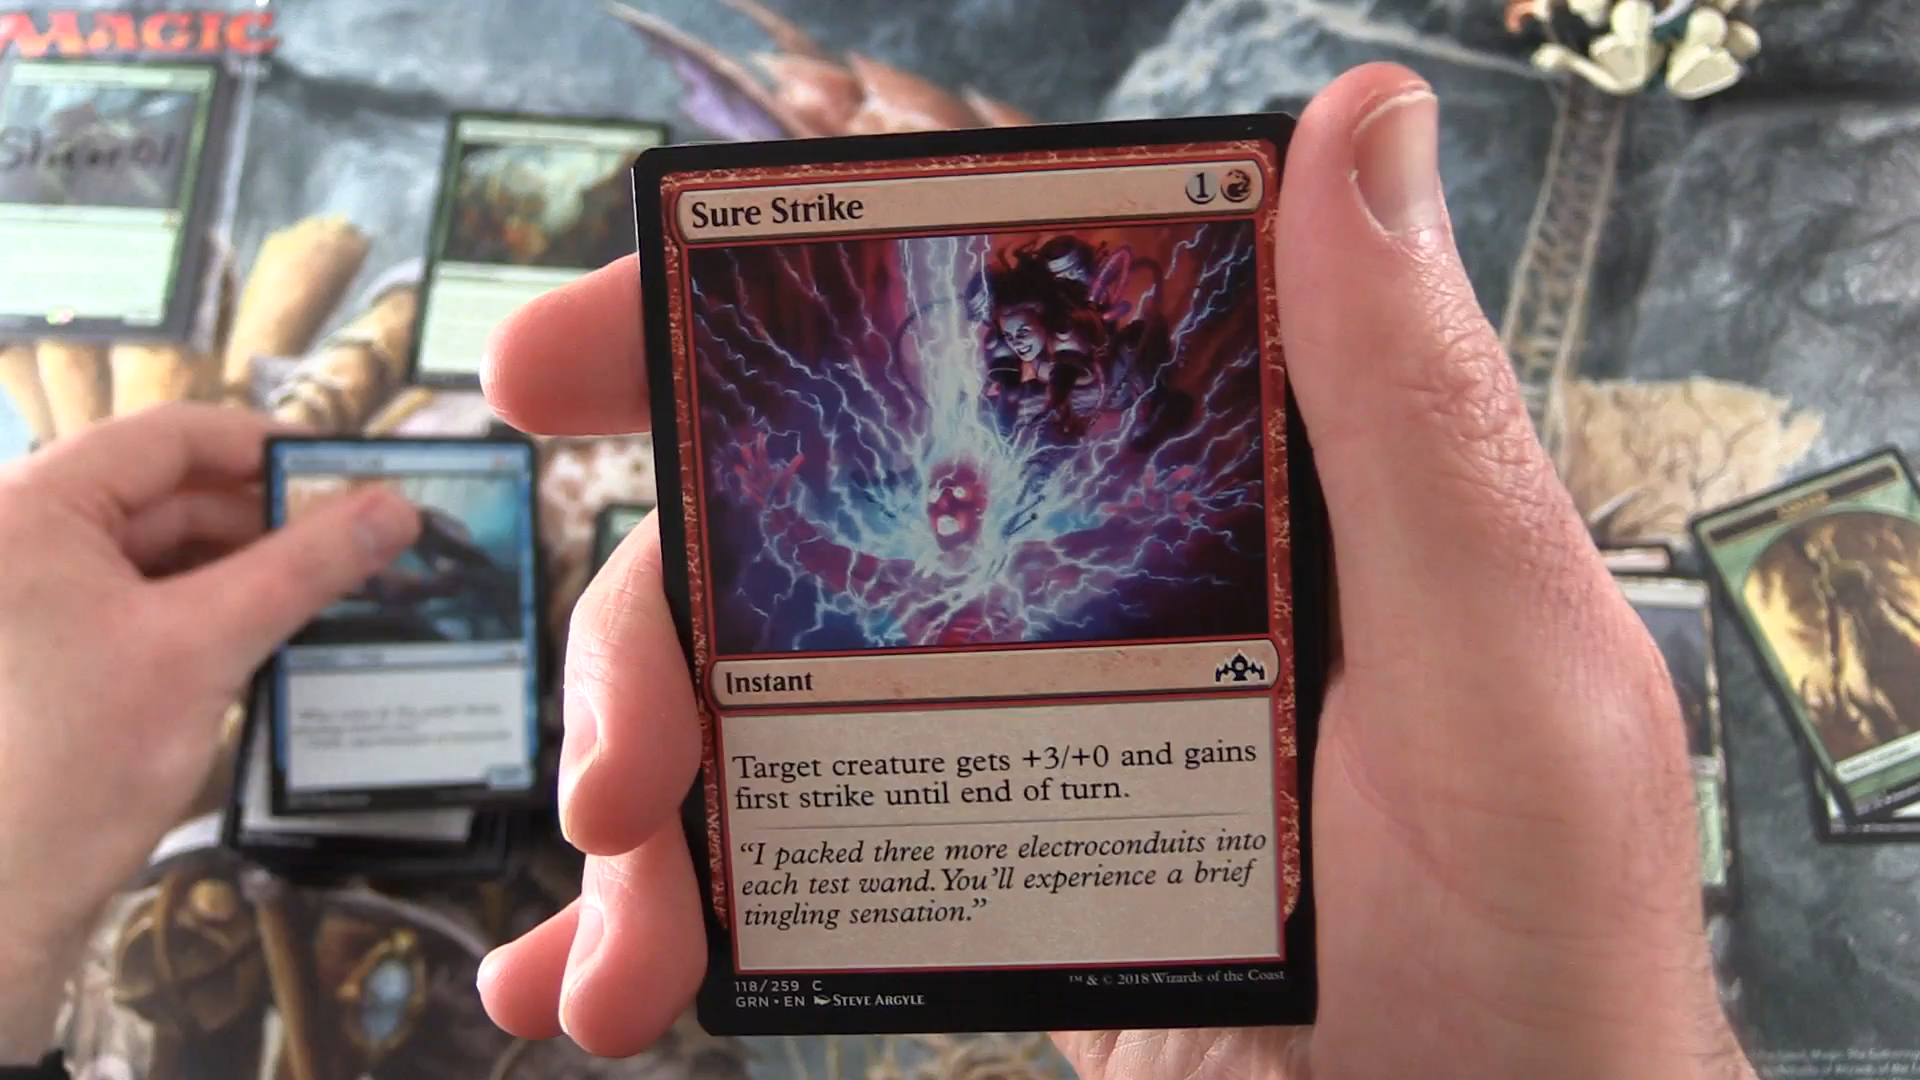 MAGIC
Sure Strike
1
Instant
Target creature gets +3/+0 and gains
first strike until end of turn.
“I packed three more electroconduits into
each test wand. You’ll experience a brief
tingling sensation.”
118/259 C
GRN • EN STEVE ARGYLE
™ & © 2018 Wizards of the Coast